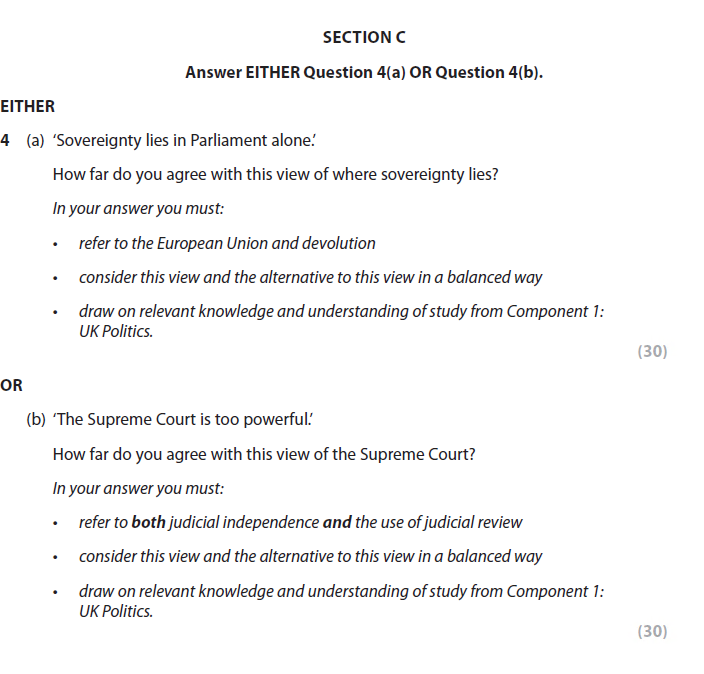 SECTION C
Answer EITHER Question 4(a) OR Question 4(b).
EITHER
4 (a) ‘Sovereignty lies in Parliament alone.’
How far do you agree with this view of where sovereignty lies?
In your answer you must:
• refer to the European Union and devolution
• consider this view and the alternative to this view in a balanced way
• draw on relevant knowledge and understanding of study from Component 1:
UK Politics.
(30)
OR
(b) ‘The Supreme Court is too powerful.’
How far do you agree with this view of the Supreme Court?
In your answer you must:
• refer to both judicial independence and the use of judicial review
• consider this view and the alternative to this view in a balanced way
• draw on relevant knowledge and understanding of study from Component 1:
UK Politics.
(30)